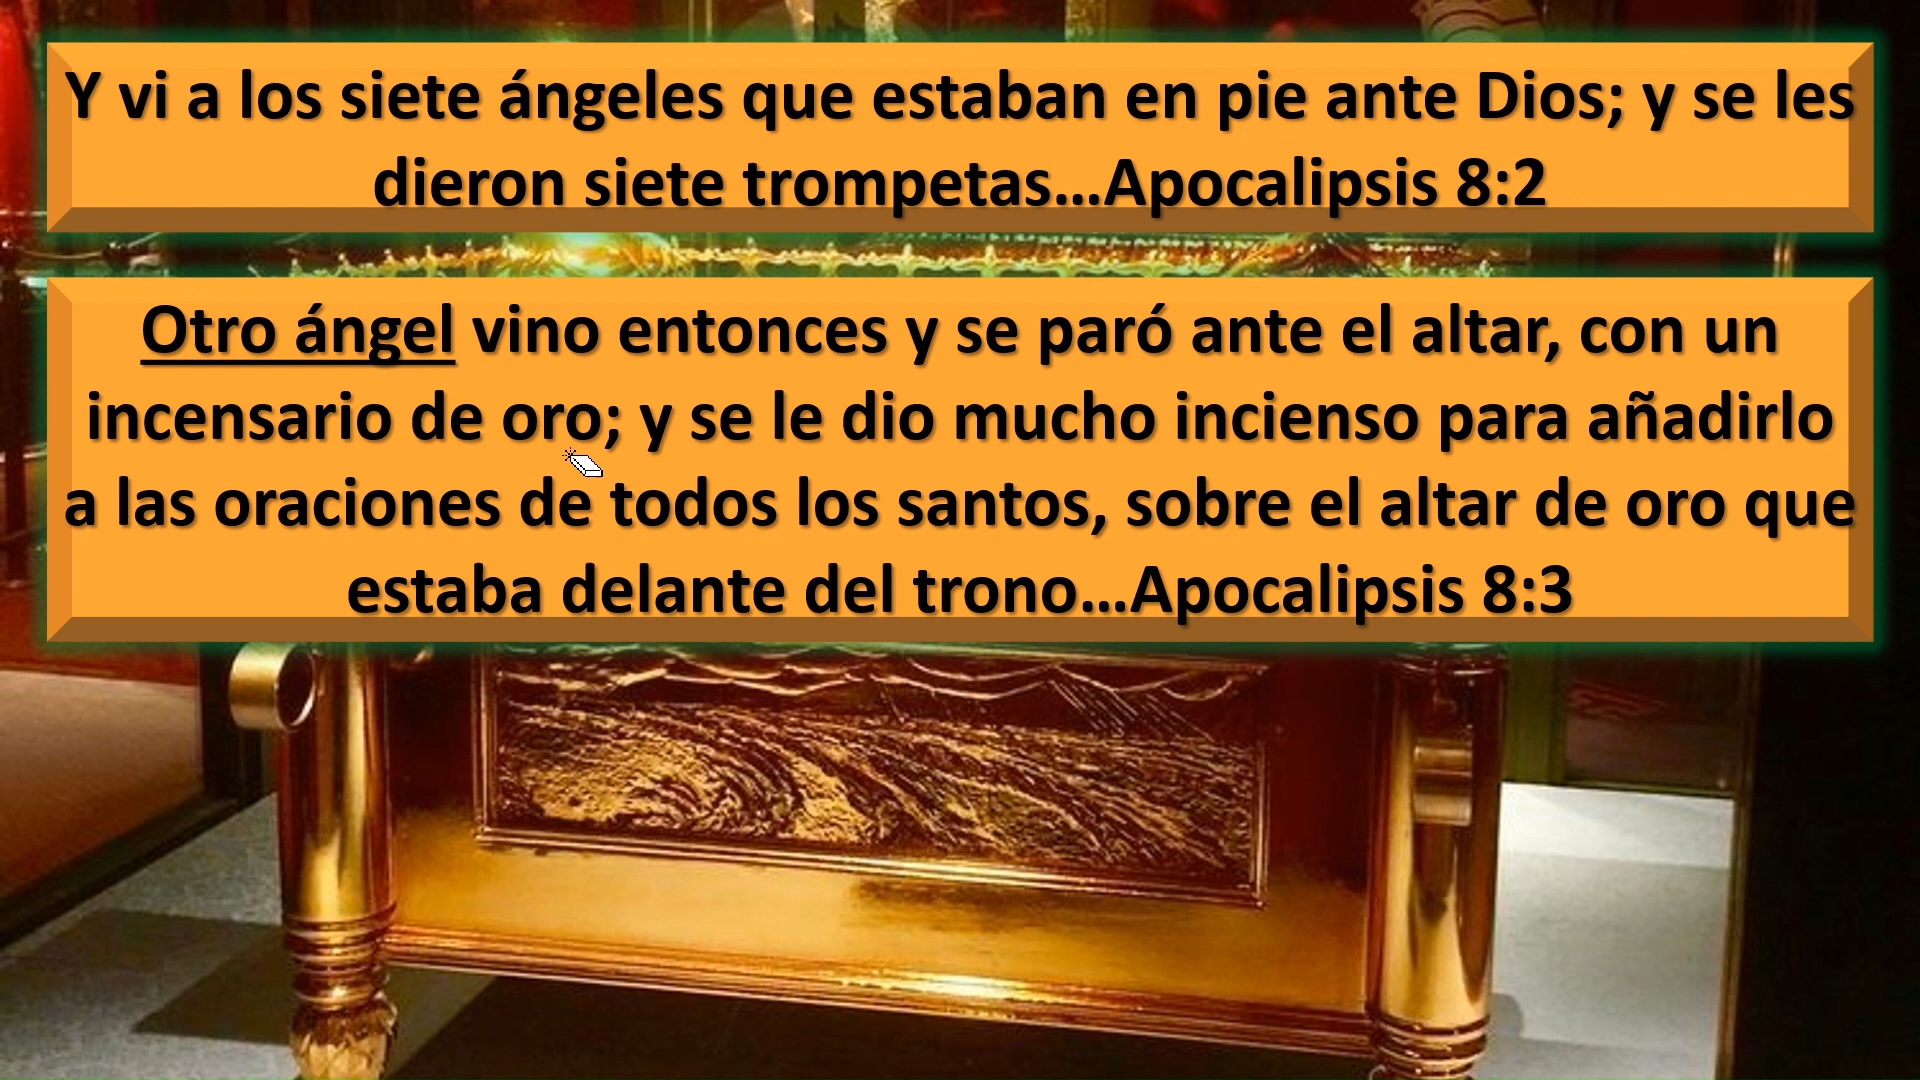 Y vi a los siete ángeles que estaban en pie ante Dios; y se les
dieron siete trompetas...Apocalipsis 8:2
Otro ángel vino entonces y se paró ante el altar, con un
incensario de oro; y se le dio mucho incienso para añadirlo
a las oraciones de todos los santos, sobre el altar de oro que
estaba delante del trono...Apocalipsis 8:3